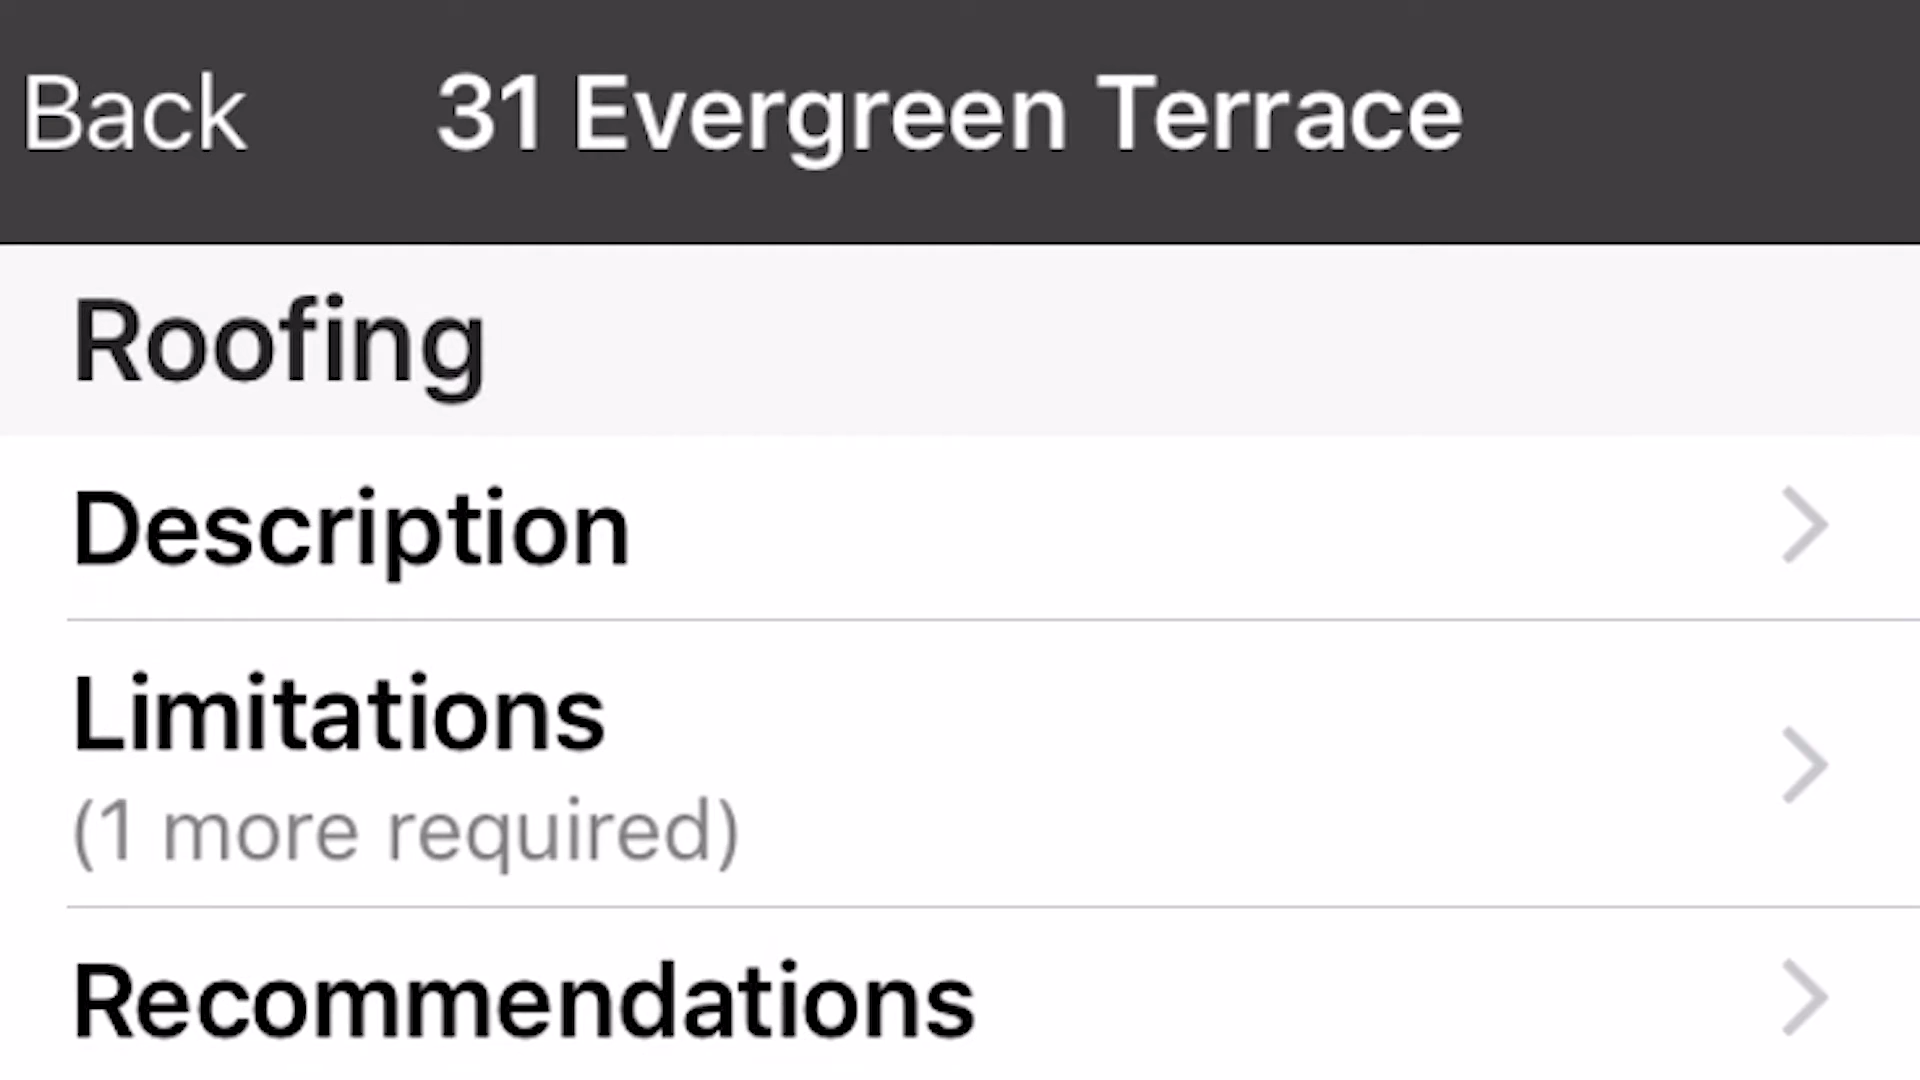 Back 31 Evergreen Terrace
Roofing
Description
Limitations
(1 more required)
Recommendations